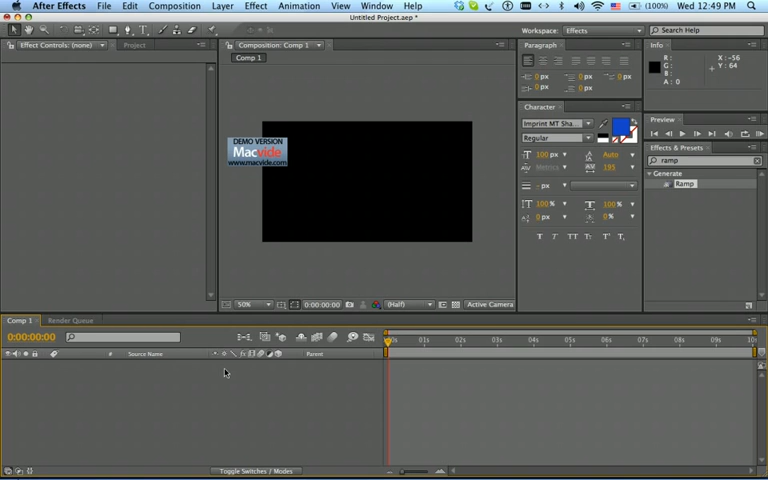 After Effects File Edit Composition Layer Effect Animation View Window Help (100%) Wed 12:49 PM
Untitled Project.aep *
Workspace: Effects Search Help
Effect Controls: (none) Project
Composition: Comp 1
Comp 1
Paragraph
0 px 0 px 0 px
0 px 0 px
Info
R :
G :
B :
A : 0
X : -56
Y : 64
DEMO VERSION
Macvide
www.macvide.com
Character
Imprint MT Sha...
Regular
100 px Auto
Metrics 195
- px
100 % 100 %
0 px 0 %
T T TT Tt T' T,
Preview
Effects & Presets
ramp
Generate
Ramp
50% 0:00:00:00 (Half) Active Camera
Comp 1 Render Queue
0:00:00:00
# Source Name Parent
01s 02s 03s 04s 05s 06s 07s 08s 09s
Toggle Switches / Modes